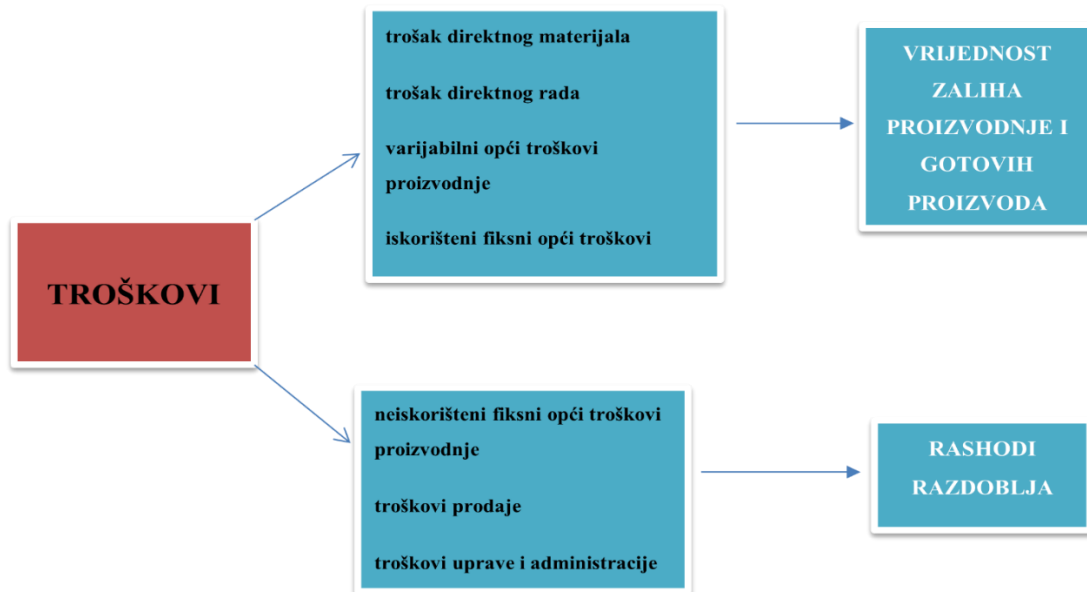 TROŠKOVI
trošak direktnog materijala
trošak direktnog rada
varijabilni opći troškovi
proizvodnje
iskorišteni fiksni opći troškovi
VRIJEDNOST
ZALIHA
PROIZVODNJE I
GOTOVIH
PROIZVODA
neiskorišteni fiksni opći troškovi
proizvodnje
troškovi prodaje
troškovi uprave i administracije
RASHODI
RAZDOBLJA